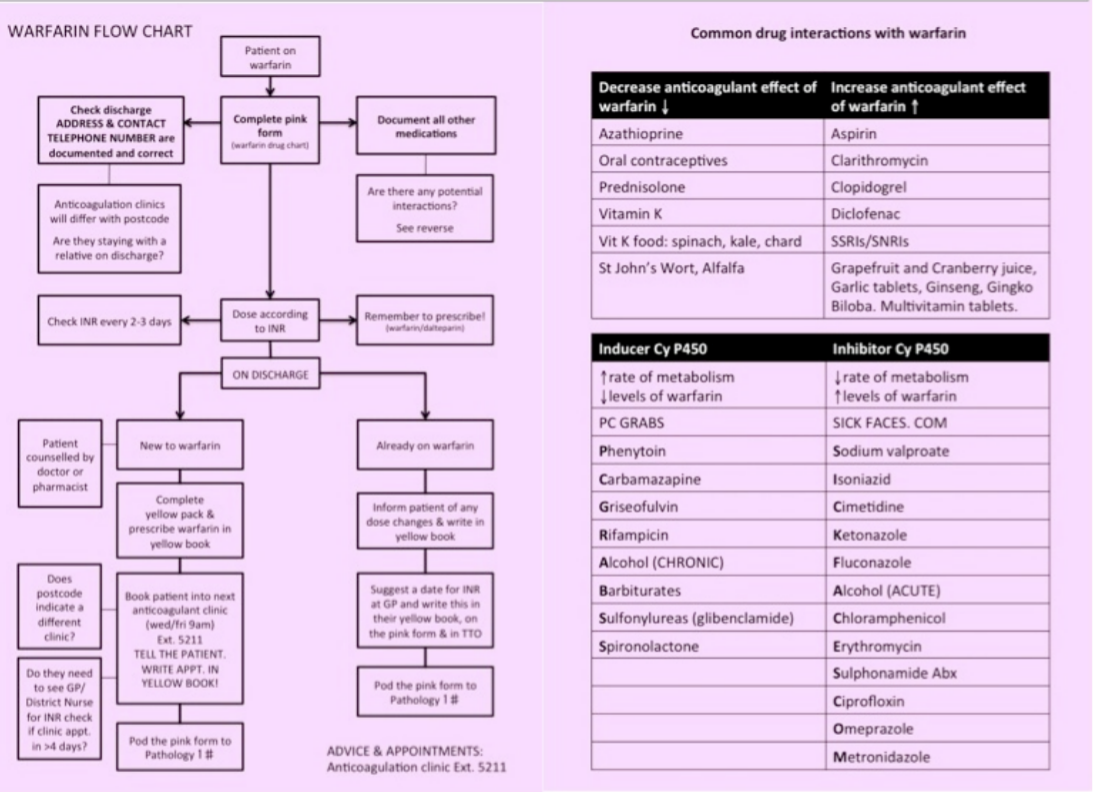 WARFARIN FLOW CHART
Patient on
warfarin
Check discharge
ADDRESS & CONTACT
TELEPHONE NUMBER are
documented and correct
Complete pink
form
(warfarin drug chart)
Document all other
medications
Anticoagulation clinics
will differ with postcode
Are they staying with a
relative on discharge?
Are there any potential
interactions?
See reverse
Check INR every 2-3 days
Dose according
to INR
Remember to prescribe!
(warfarin/dalteparin)
ON DISCHARGE
Patient
counselled by
doctor or
pharmacist
New to warfarin
Already on warfarin
Complete
yellow pack &
prescribe warfarin in
yellow book
Inform patient of any
dose changes & write in
yellow book
Does
postcode
indicate a
different
clinic?
Book patient into next
anticoagulant clinic
(wed/fri 9am)
Ext. 5211
TELL THE PATIENT.
WRITE APPT. IN
YELLOW BOOK!
Suggest a date for INR
at GP and write this in
their yellow book, on
the pink form & in TTO
Do they need
to see GP/
District Nurse
for INR check
if clinic appt.
in >4 days?
Pod the pink form to
Pathology 1 #
Pod the pink form to
Pathology 1 #
ADVICE & APPOINTMENTS:
Anticoagulation clinic Ext. 5211
Common drug interactions with warfarin
Decrease anticoagulant effect of
warfarin ↓
Increase anticoagulant effect
of warfarin ↑
Azathioprine
Aspirin
Oral contraceptives
Clarithromycin
Prednisolone
Clopidogrel
Vitamin K
Diclofenac
Vit K food: spinach, kale, chard
SSRIs/SNRIs
St John's Wort, Alfalfa
Grapefruit and Cranberry juice,
Garlic tablets, Ginseng, Gingko
Biloba. Multivitamin tablets.
Inducer Cy P450
Inhibitor Cy P450
↑rate of metabolism
↓levels of warfarin
↓rate of metabolism
↑levels of warfarin
PC GRABS
SICK FACES. COM
Phenytoin
Sodium valproate
Carbamazapine
Isoniazid
Griseofulvin
Cimetidine
Rifampicin
Ketonazole
Alcohol (CHRONIC)
Fluconazole
Barbiturates
Alcohol (ACUTE)
Sulfonylureas (glibenclamide)
Chloramphenicol
Spironolactone
Erythromycin
Sulphonamide Abx
Ciprofloxin
Omeprazole
Metronidazole